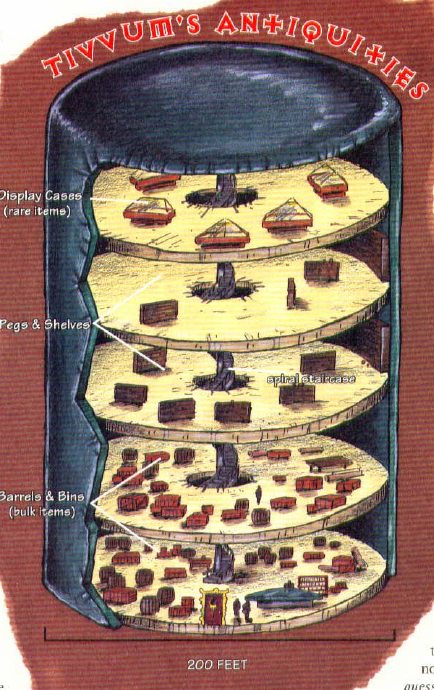 TIVVUM'S ANTIQUITIES
Display Cases
(rare items)
Pegs & Shelves
spiral staircase
Barrels & Bins
(bulk items)
200 FEET